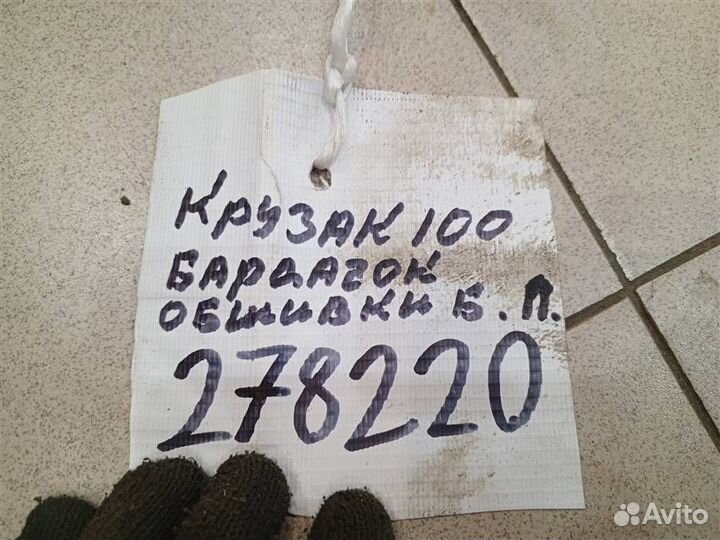 КРУЗАК 100
БАРДАЧОК
ОБШИВКИ Б.П.
278220
Avito